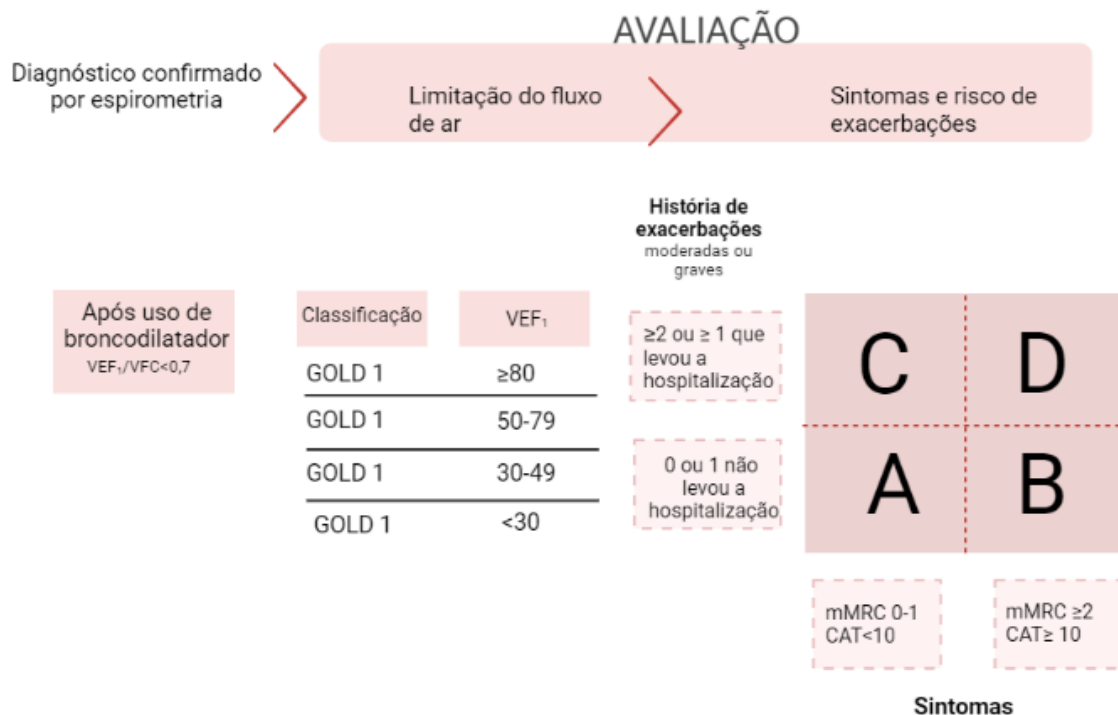 AVALIAÇÃO
Diagnóstico confirmado
por espirometria
Limitação do fluxo
de ar
Sintomas e risco de
exacerbações
História de
exacerbações
moderadas ou
graves
Após uso de
broncodilatador
VEF₁/VFC<0,7
Classificação VEF₁
GOLD 1 ≥80
GOLD 1 50-79
GOLD 1 30-49
GOLD 1 <30
≥2 ou ≥ 1 que
levou a
hospitalização
0 ou 1 não
levou a
hospitalização
C D
A B
mMRC 0-1
CAT<10
mMRC ≥2
CAT≥ 10
Sintomas